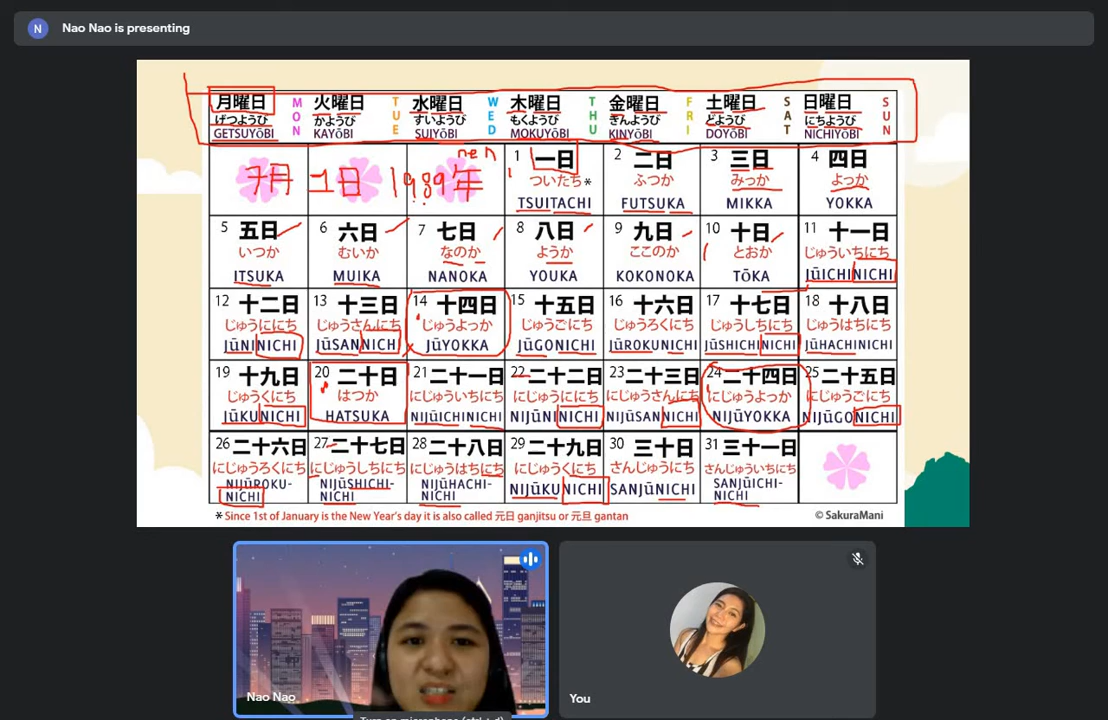 N Nao Nao is presenting
月曜日 MON 火曜日 TUE 水曜日 WED 木曜日 THU 金曜日 FRI 土曜日 SAT 日曜日 SUN
げつようび かようび すいようび もくようび きんようび どようび にちようび
GETSUYōBI KAYōBI SUIYōBI MOKUYōBI KINYōBI DOYōBI NICHIYōBI
nen
7月 1日 1989年
1 一日 2 二日 3 三日 4 四日
ついたち* ふつか みっか よっか
TSUITACHI FUTSUKA MIKKA YOKKA
5 五日 6 六日 7 七日 8 八日 9 九日 10 十日 11 十一日
いつか むいか なのか ようか ここのか とおか じゅういちにち
ITSUKA MUIKA NANOKA YOUKA KOKONOKA TōKA JūICHINICHI
12 十二日 13 十三日 14 十四日 15 十五日 16 十六日 17 十七日 18 十八日
じゅうににち じゅうさんにち じゅうよっか じゅうごにち じゅうろくにち じゅうしちにち じゅうはちにち
JūNINICHI JūSANNICHI JūYOKKA JūGONICHI JūROKUNICHI JūSHICHINICHI JūHACHINICHI
19 十九日 20 二十日 21 二十一日 22 二十二日 23 二十三日 24 二十四日 25 二十五日
じゅうくにち はつか にじゅういちにち にじゅうににち にじゅうさんにち にじゅうよっか にじゅうごにち
JūKUNICHI HATSUKA NIJūICHINICHI NIJūNINICHI NIJūSANNICHI NIJūYOKKA NIJūGONICHI
26 二十六日 27 二十七日 28 二十八日 29 二十九日 30 三十日 31 三十一日
にじゅうろくにち にじゅうしちにち にじゅうはちにち にじゅうくにち さんじゅうにち さんじゅういちにち
NIJūROKU-NICHI NIJūSHICHI-NICHI NIJūHACHI-NICHI NIJūKUNICHI SANJūNICHI SANJūICHI-NICHI
* Since 1st of January is the New Year's day it is also called 元日 ganjitsu or 元旦 gantan
© SakuraMani
Nao Nao
You
Turn on microphone (ctrl + d)